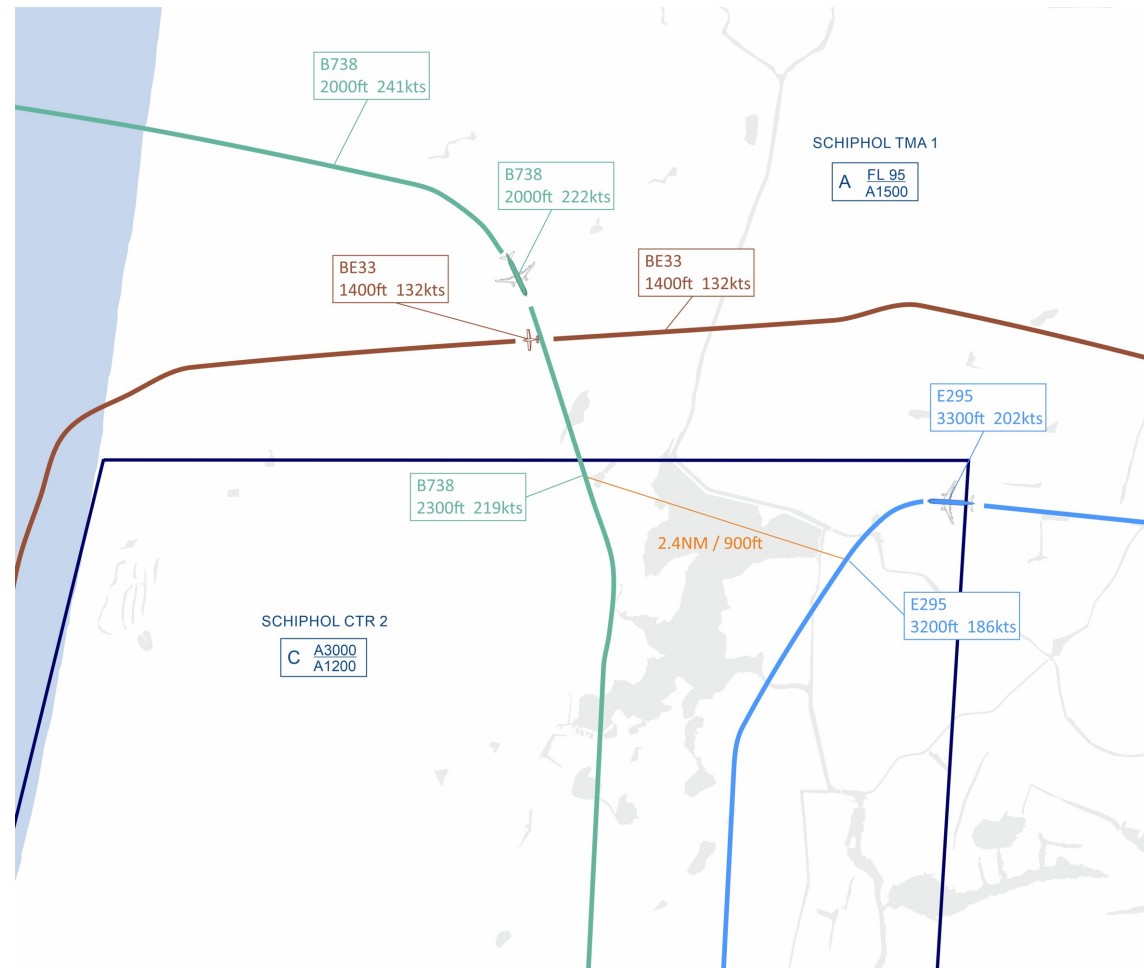 B738
2000ft 241kts
SCHIPHOL TMA 1
A FL 95
A1500
B738
2000ft 222kts
BE33
1400ft 132kts
BE33
1400ft 132kts
E295
3300ft 202kts
B738
2300ft 219kts
2.4NM / 900ft
E295
3200ft 186kts
SCHIPHOL CTR 2
C A3000
A1200